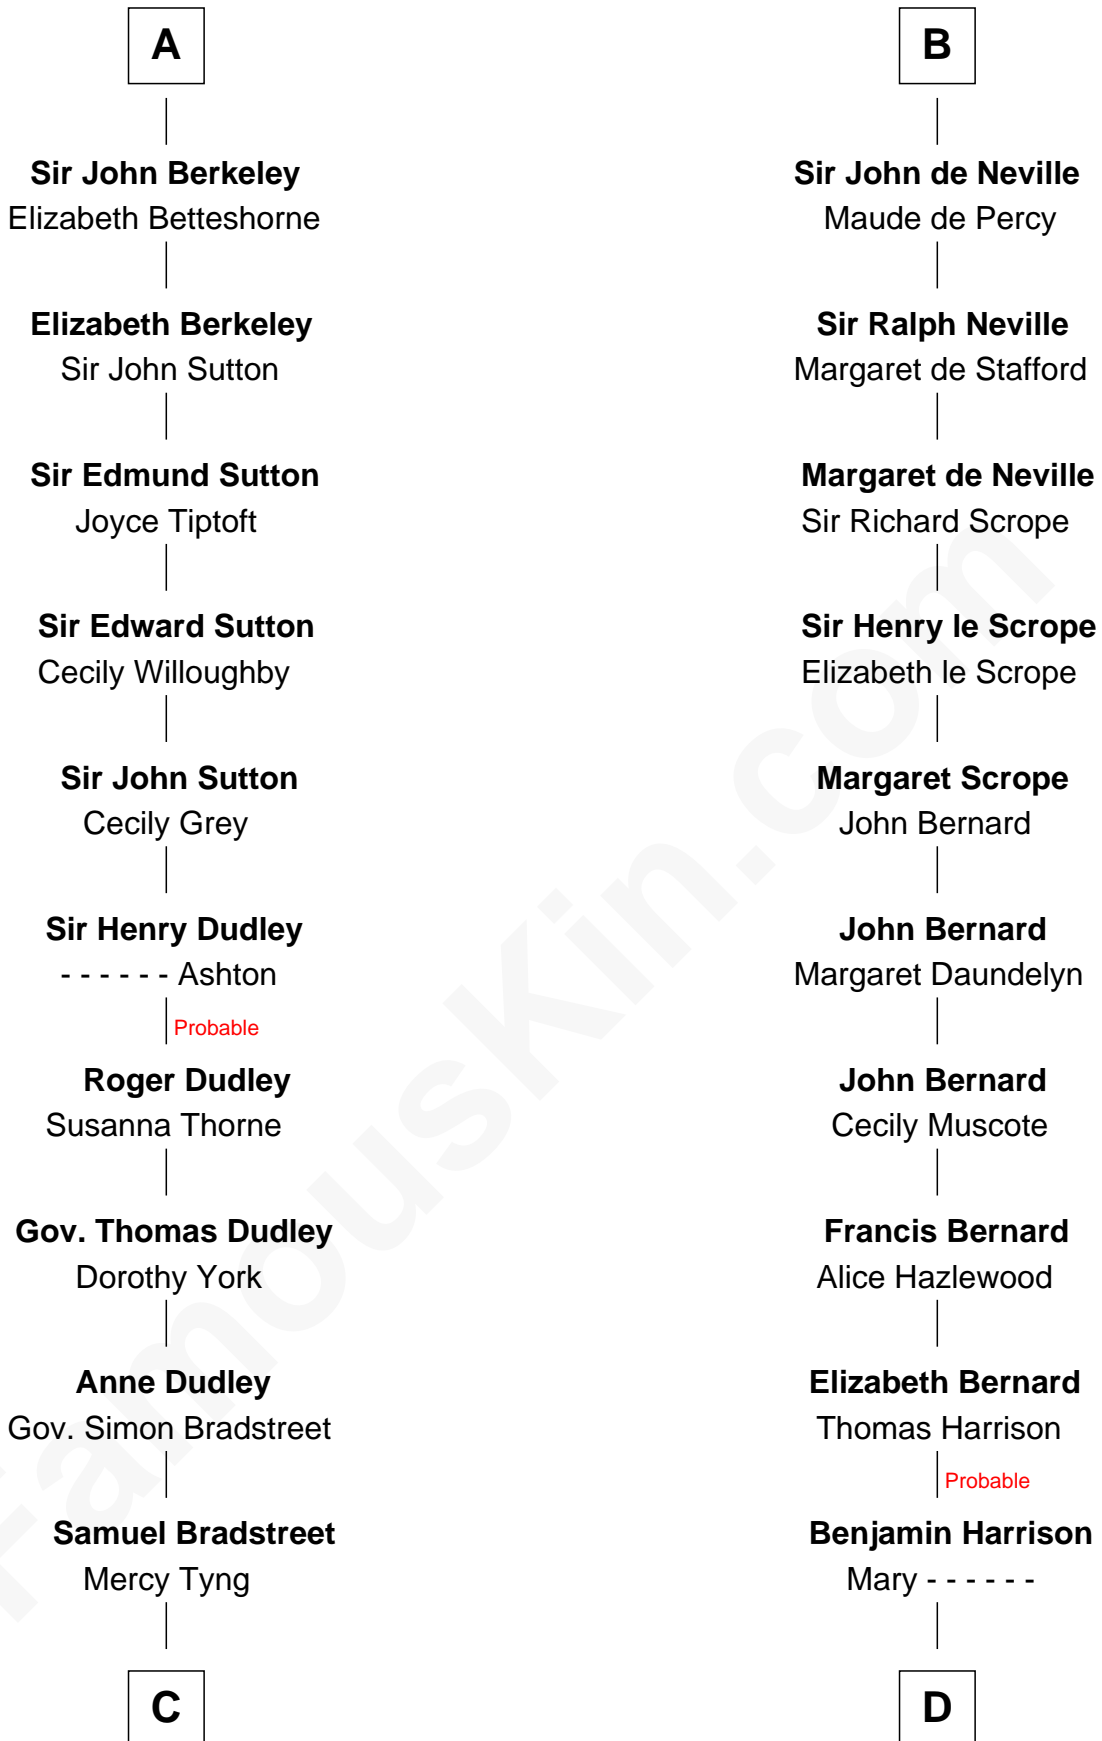 A
Sir John Berkeley
Elizabeth Betteshorne
Elizabeth Berkeley
Sir John Sutton
Sir Edmund Sutton
Joyce Tiptoft
Sir Edward Sutton
Cecily Willoughby
Sir John Sutton
Cecily Grey
Sir Henry Dudley
- - - - - - Ashton
Probable
Roger Dudley
Susanna Thorne
Gov. Thomas Dudley
Dorothy York
Anne Dudley
Gov. Simon Bradstreet
Samuel Bradstreet
Mercy Tyng
C
B
Sir John de Neville
Maude de Percy
Sir Ralph Neville
Margaret de Stafford
Margaret de Neville
Sir Richard Scrope
Sir Henry le Scrope
Elizabeth le Scrope
Margaret Scrope
John Bernard
John Bernard
Margaret Daundelyn
John Bernard
Cecily Muscote
Francis Bernard
Alice Hazlewood
Elizabeth Bernard
Thomas Harrison
Probable
Benjamin Harrison
Mary - - - - - -
D
FamousKin.com